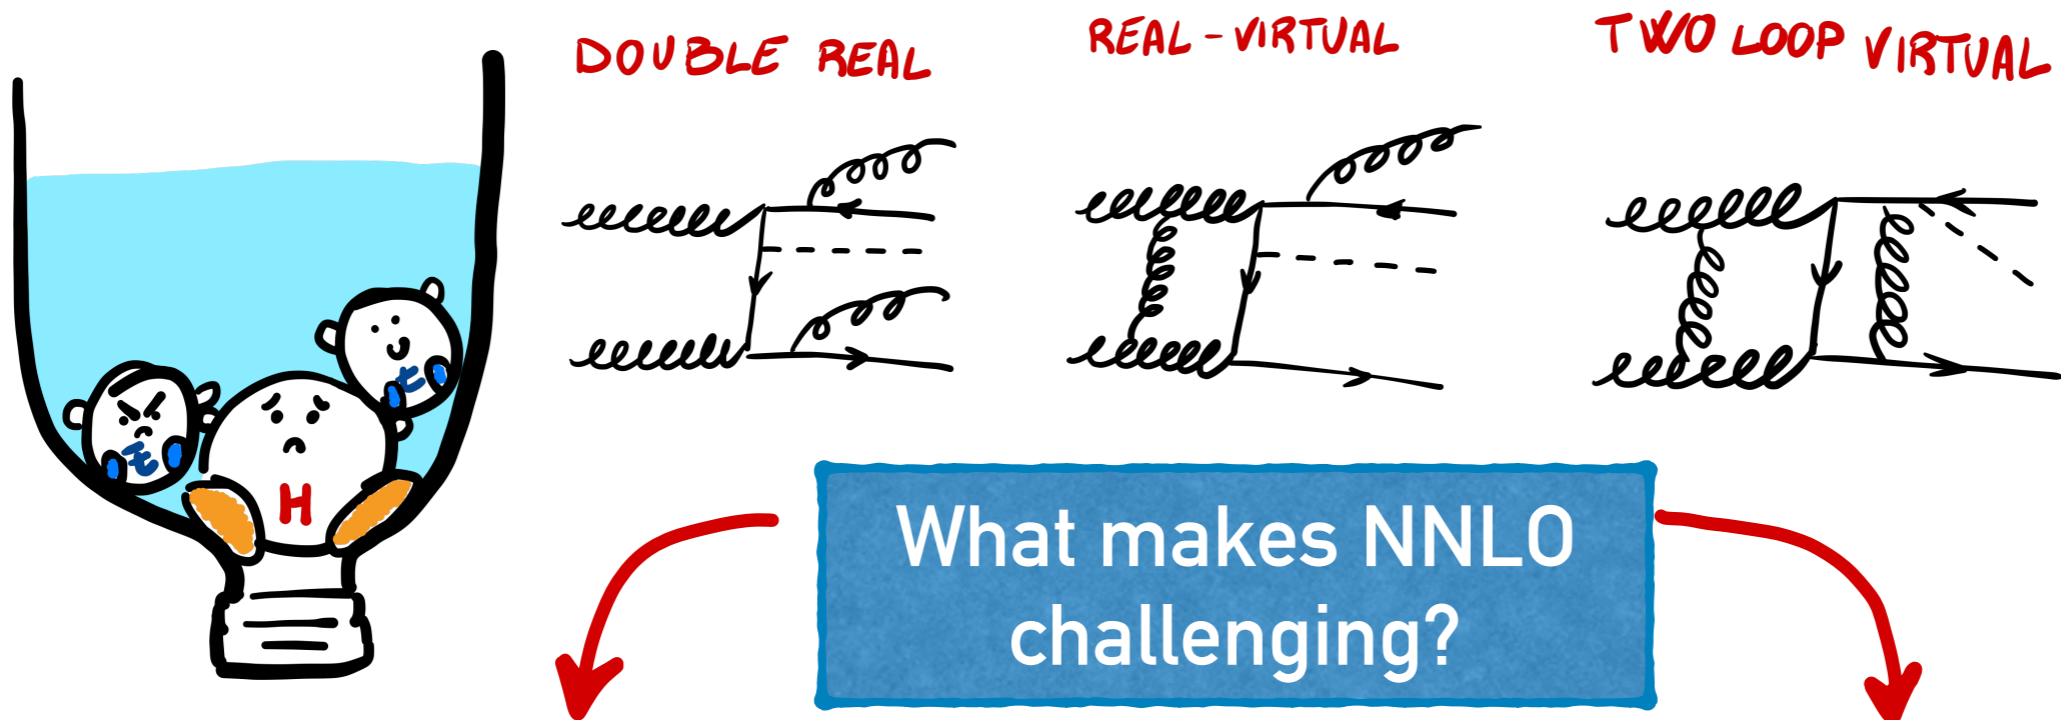 DOUBLE REAL
REAL - VIRTUAL
TWO LOOP VIRTUAL
t
t̄
H
What makes NNLO
challenging?